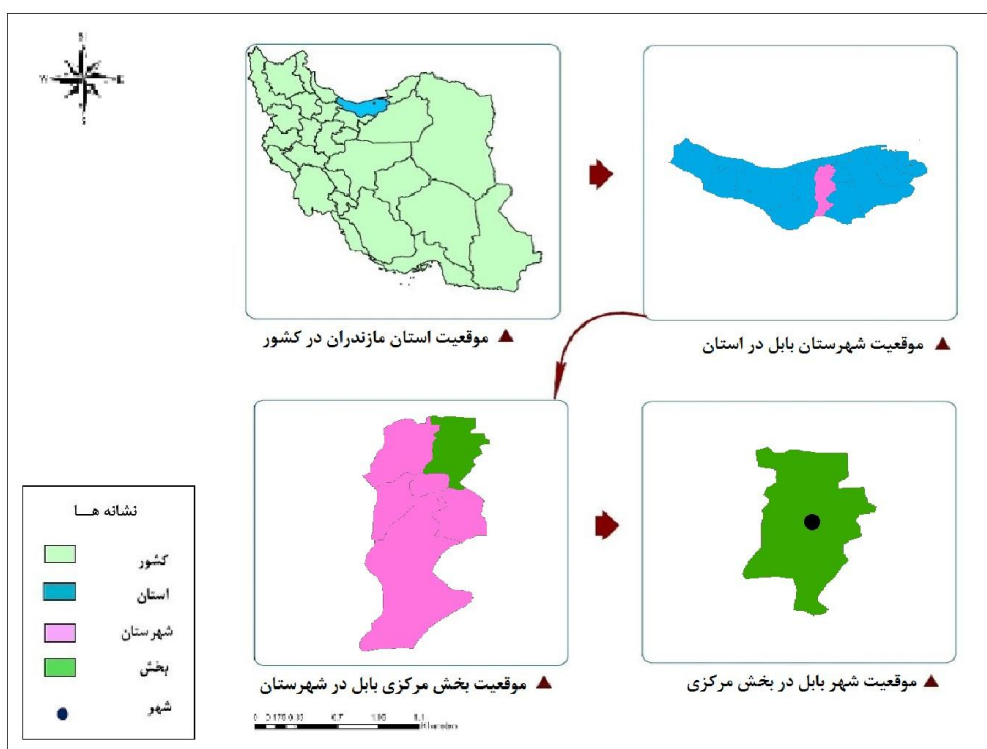 W E
S
▲ موقعیت استان مازندران در کشور
▲ موقعیت شهرستان بابل در استان
▲ موقعیت بخش مرکزی بابل در شهرستان
▲ موقعیت شهر بابل در بخش مرکزی
نشانه هــا
کشور
استان
شهرستان
بخش
شهر